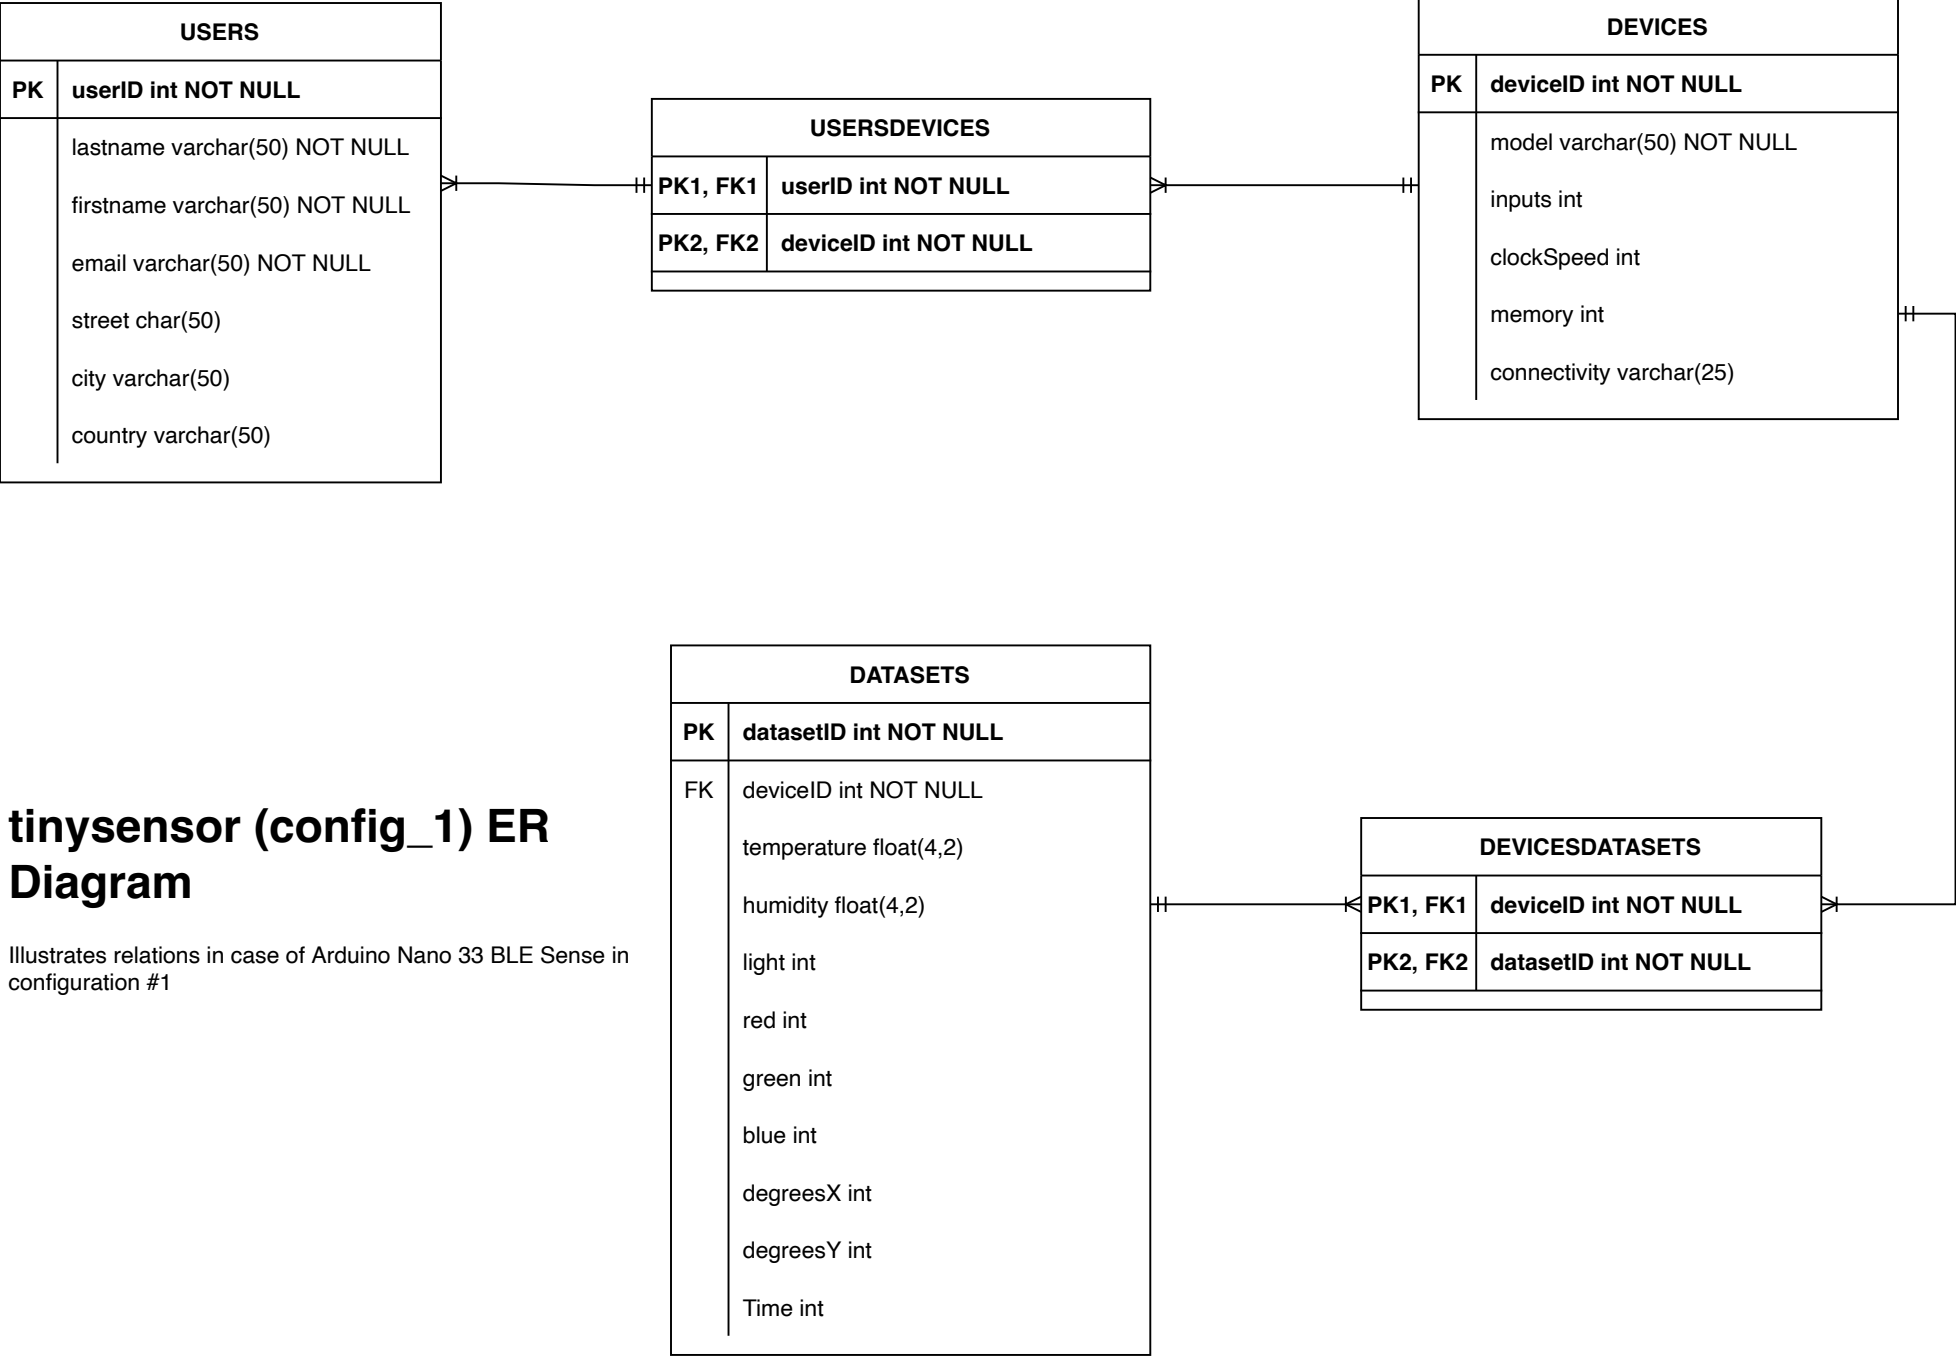 USERS
PK userID int NOT NULL
lastname varchar(50) NOT NULL
firstname varchar(50) NOT NULL
email varchar(50) NOT NULL
street char(50)
city varchar(50)
country varchar(50)
USERSDEVICES
PK1, FK1 userID int NOT NULL
PK2, FK2 deviceID int NOT NULL
DEVICES
PK deviceID int NOT NULL
model varchar(50) NOT NULL
inputs int
clockSpeed int
memory int
connectivity varchar(25)
tinysensor (config_1) ER
Diagram
Illustrates relations in case of Arduino Nano 33 BLE Sense in
configuration #1
DATASETS
PK datasetID int NOT NULL
FK deviceID int NOT NULL
temperature float(4,2)
humidity float(4,2)
light int
red int
green int
blue int
degreesX int
degreesY int
Time int
DEVICESDATASETS
PK1, FK1 deviceID int NOT NULL
PK2, FK2 datasetID int NOT NULL